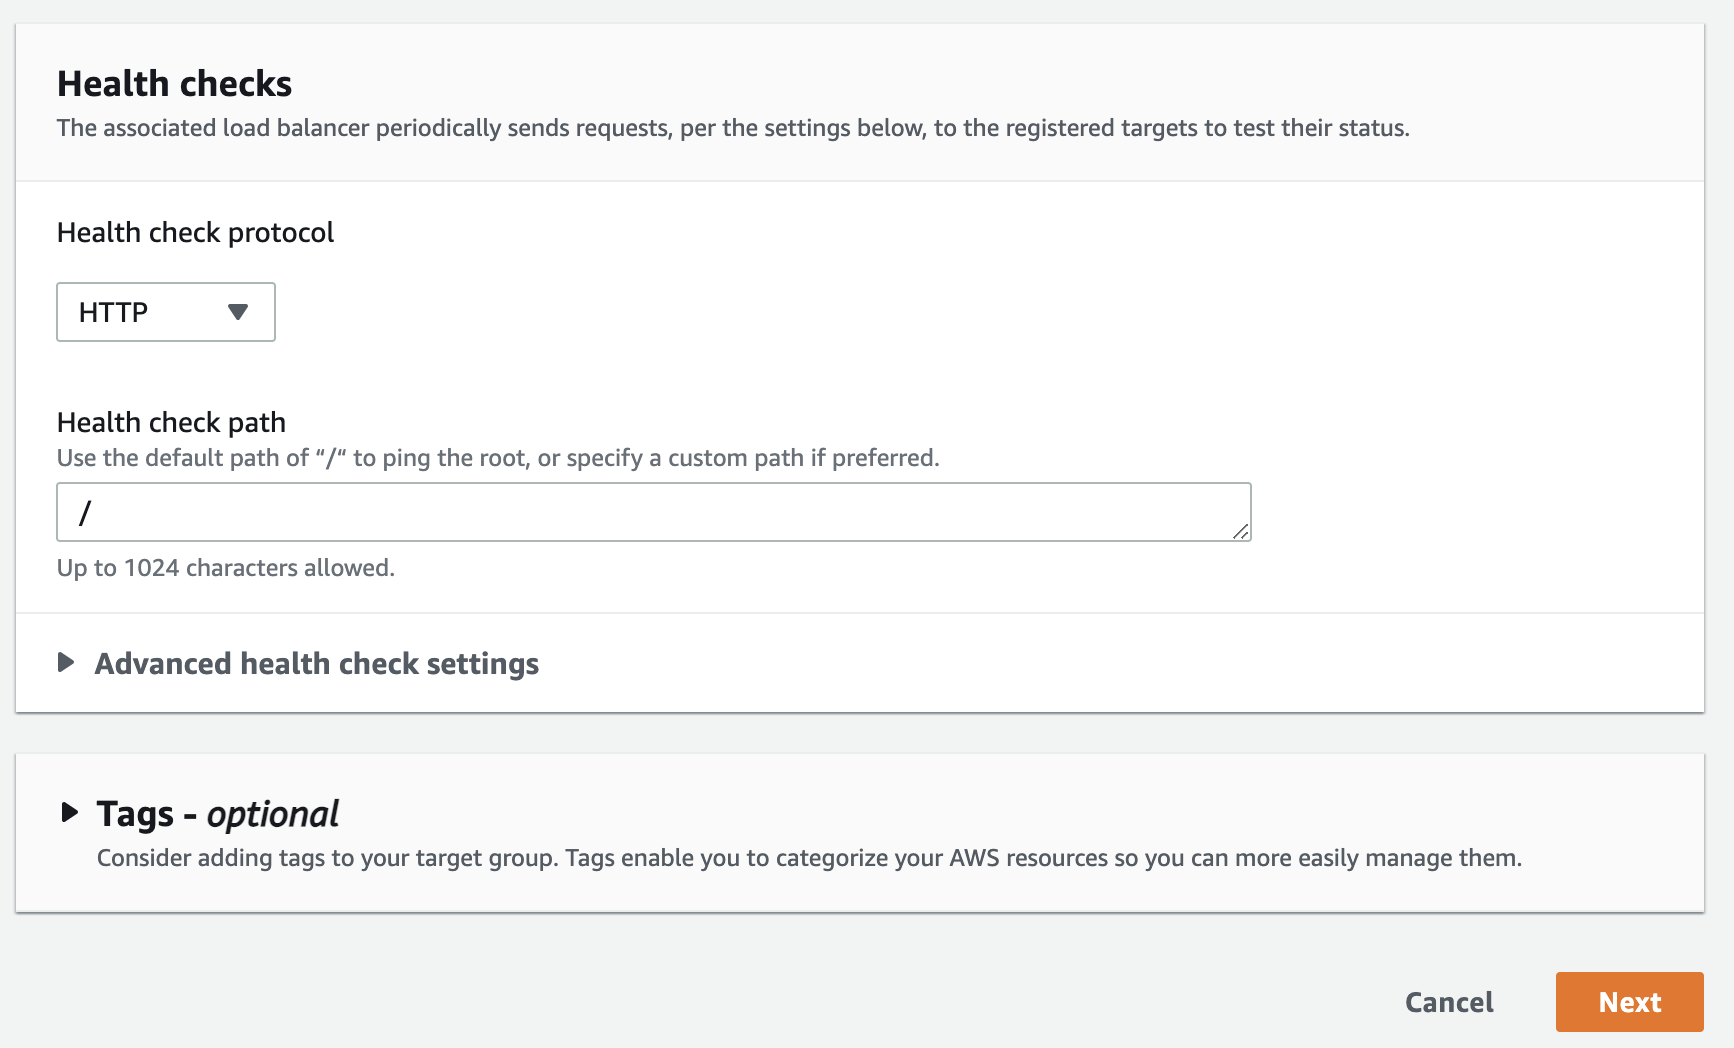 Health checks
The associated load balancer periodically sends requests, per the settings below, to the registered targets to test their status.
Health check protocol
HTTP
Health check path
Use the default path of “/“ to ping the root, or specify a custom path if preferred.
/
Up to 1024 characters allowed.
Advanced health check settings
Tags - optional
Consider adding tags to your target group. Tags enable you to categorize your AWS resources so you can more easily manage them.
Cancel
Next